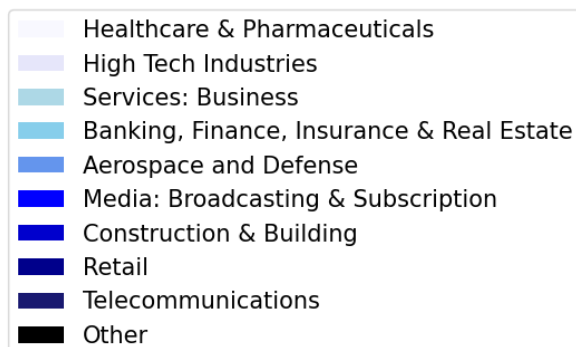 Healthcare & Pharmaceuticals
High Tech Industries
Services: Business
Banking, Finance, Insurance & Real Estate
Aerospace and Defense
Media: Broadcasting & Subscription
Construction & Building
Retail
Telecommunications
Other